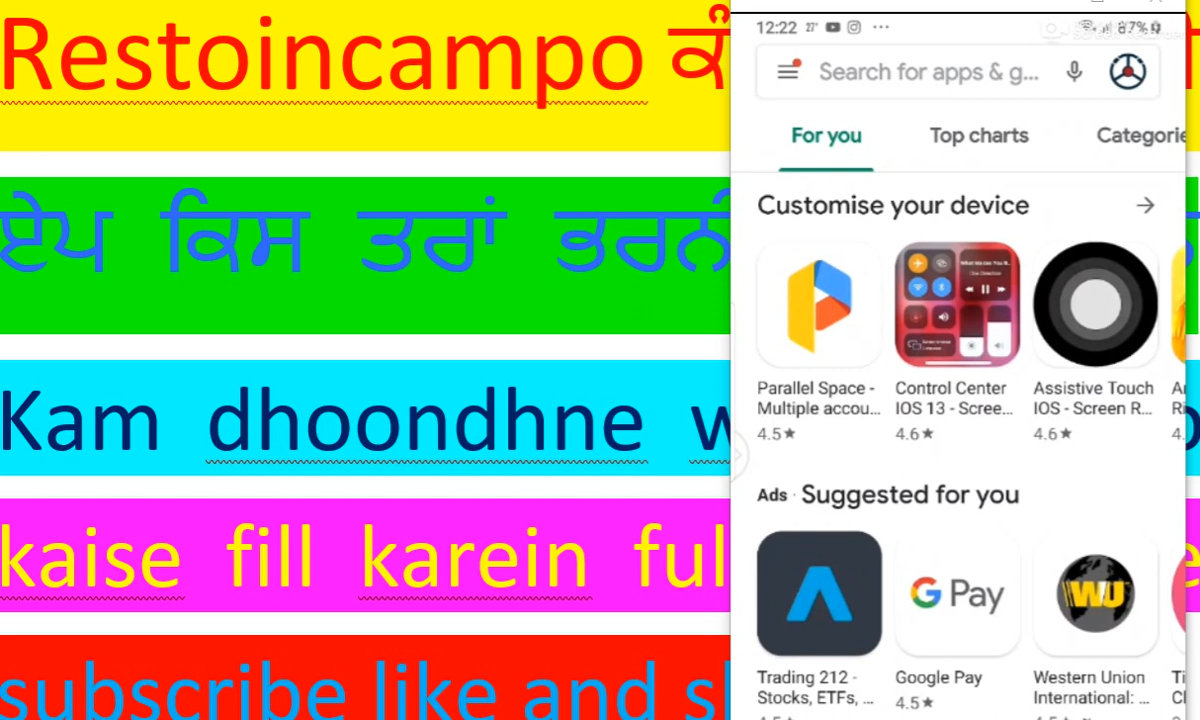 Restoincampo ਕੰ
ਏਪ ਕਿਸ ਤਰਾਂ ਭਰਨੀ
Kam dhoondhne w
kaise fill karein ful
subscribe like and sh
12:22 27° ... 87%
Search for apps & g...
For you Top charts Categorie
Customise your device
Parallel Space - Multiple accou...
4.5★
Control Center IOS 13 - Scree...
4.6★
Assistive Touch IOS - Screen R...
4.6★
Ads · Suggested for you
G Pay
WU
Trading 212 - Stocks, ETFs, ...
Google Pay
4.5★
Western Union International: ...